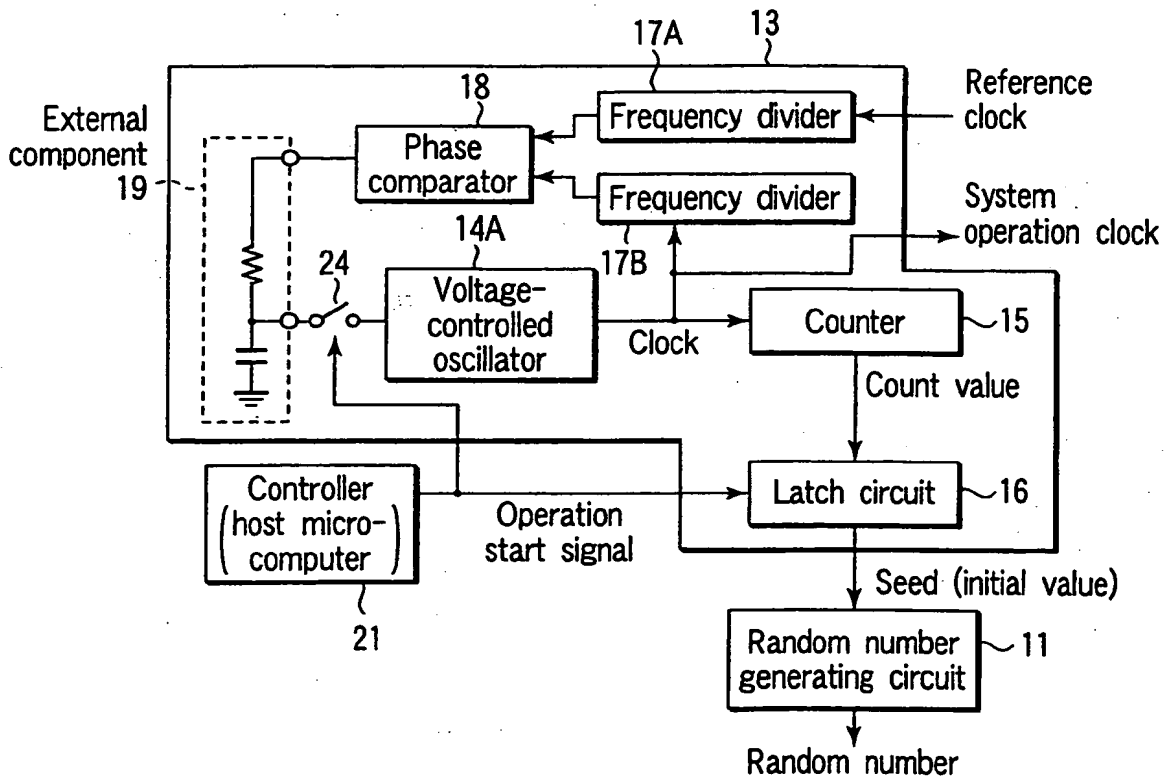 13
17A
18
Frequency divider
Reference
clock
External
component
19
Phase
comparator
Frequency divider
17B
System
operation clock
14A
24
Voltage-
controlled
oscillator
Clock
Counter
15
Count value
Controller
(host micro-
computer)
21
Operation
start signal
Latch circuit
16
Seed (initial value)
Random number
generating circuit
11
Random number